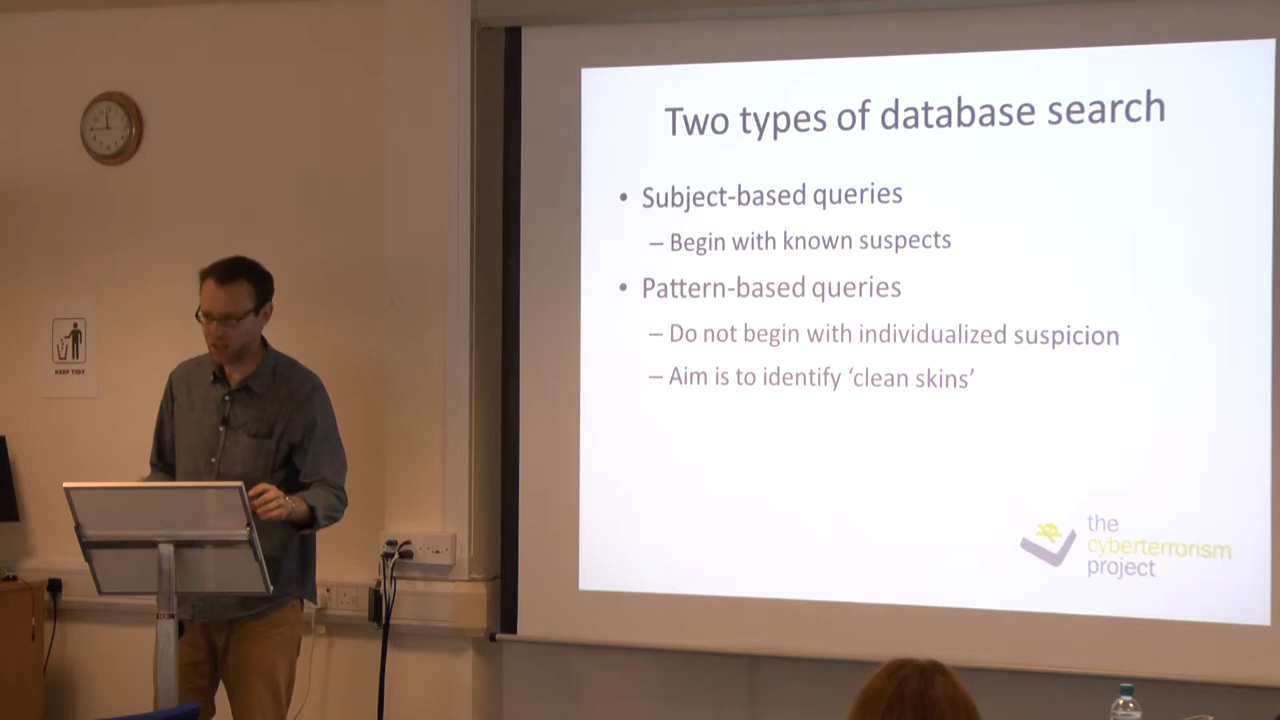 Two types of database search
• Subject-based queries
– Begin with known suspects
• Pattern-based queries
– Do not begin with individualized suspicion
– Aim is to identify ‘clean skins’
the
cyberterrorism
project
KEEP TIDY